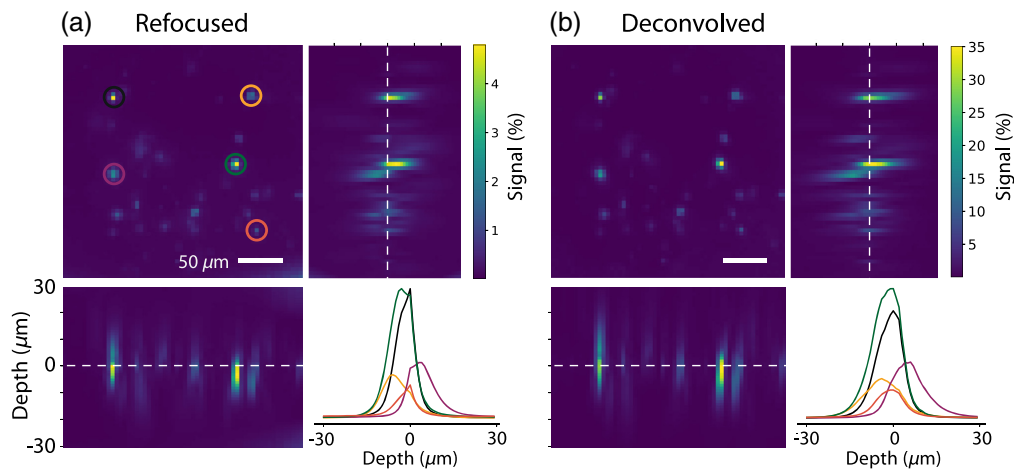 (a) Refocused
4
3
2
1
Signal (%)
50 µm
30
0
-30
Depth (µm)
-30 0 30
Depth (µm)
(b) Deconvolved
35
30
25
20
15
10
5
Signal (%)
-30 0 30
Depth (µm)